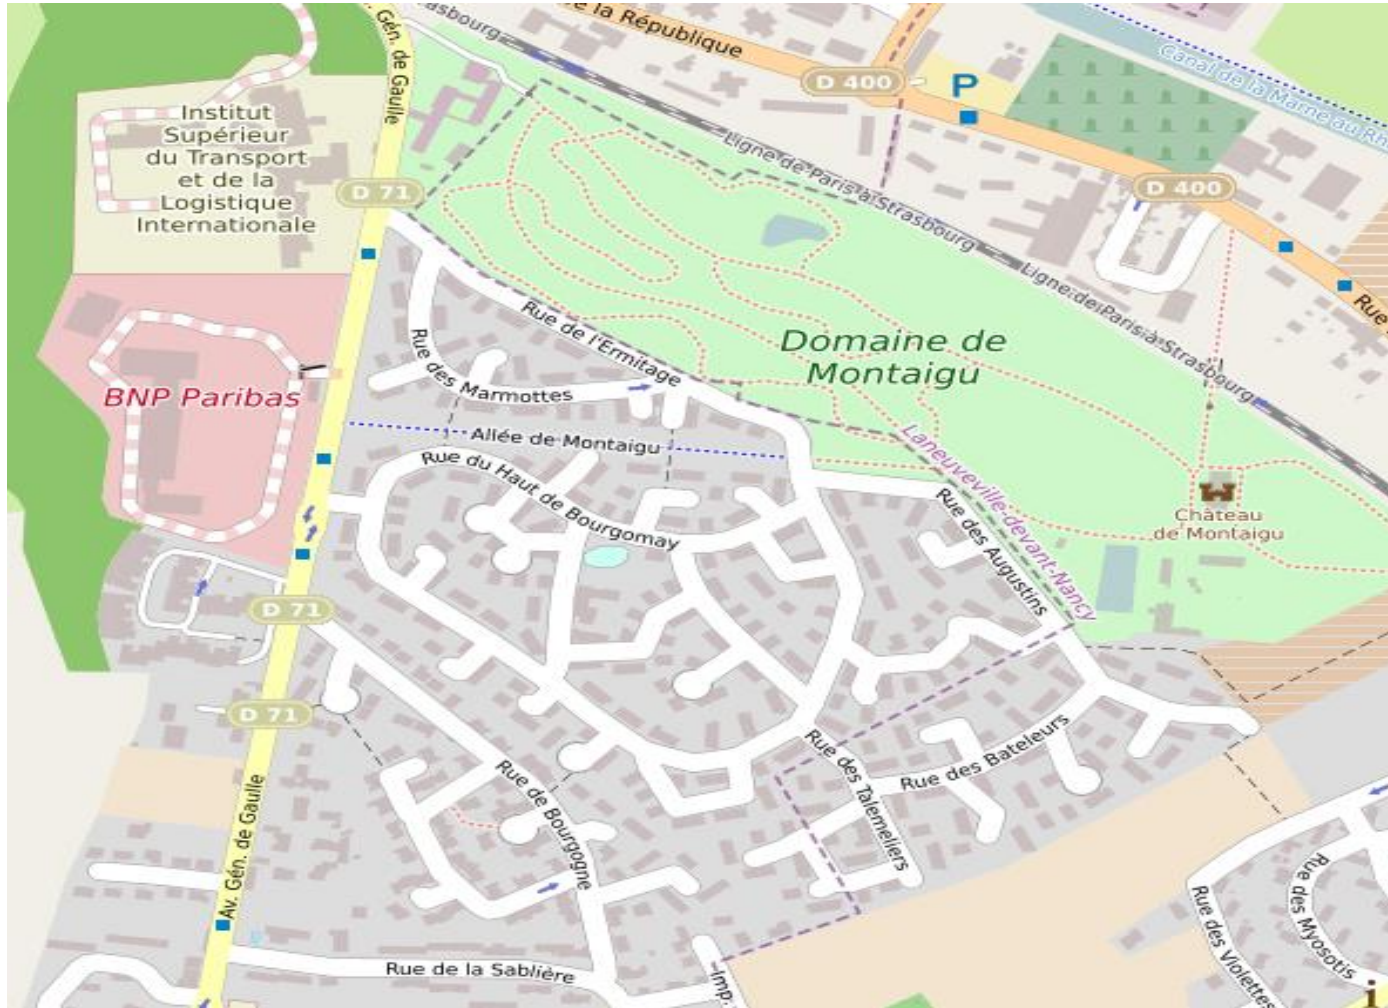 . Gén. de Gaulle
rasbourg
e la République
D 400
P
Canal de la Marne au Rh
Institut
Supérieur
du Transport
et de la
Logistique
Internationale
D 71
Ligne de Paris à Strasbourg
D 400
Ligne de Paris à Strasbourg
Rue
Rue de l'Ermitage
Domaine de
Montaigu
Rue des Marmottes
BNP Paribas
Allée de Montaigu
Rue du Haut de Bourgomay
Laneuveville-devant-Nancy
Rue des Augustins
Château
de Montaigu
D 71
D 71
Rue des Bateleurs
Rue des Talemeliers
Rue de Bourgogne
Av. Gén. de Gaulle
Rue des Violettes
Rue des Myosotis
Rue de la Sablière
Imp.
i